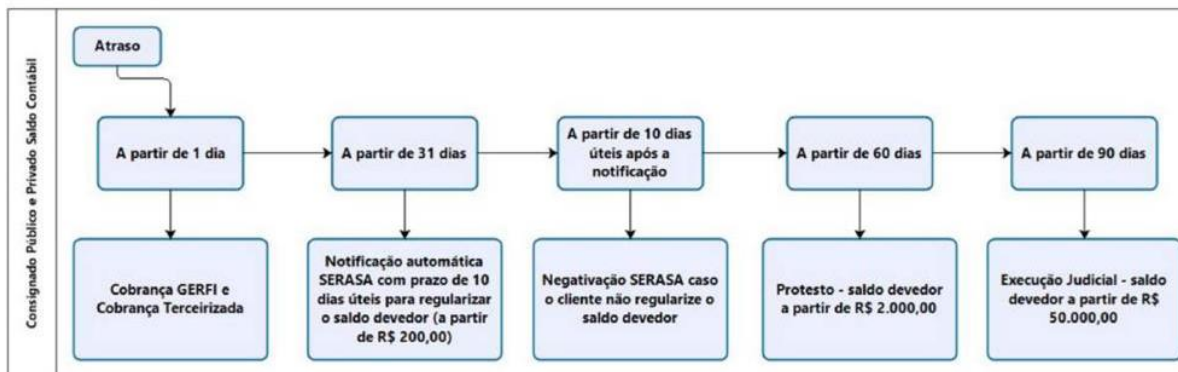 Consignado Público e Privado Saldo Contábil
Atraso
A partir de 1 dia
A partir de 31 dias
A partir de 10 dias
úteis após a
notificação
A partir de 60 dias
A partir de 90 dias
Cobrança GERFI e
Cobrança Terceirizada
Notificação automática
SERASA com prazo de 10
dias úteis para regularizar
o saldo devedor (a partir
de R$ 200,00)
Negativação SERASA caso
o cliente não regularize o
saldo devedor
Protesto - saldo devedor
a partir de R$ 2.000,00
Execução Judicial - saldo
devedor a partir de R$
50.000,00